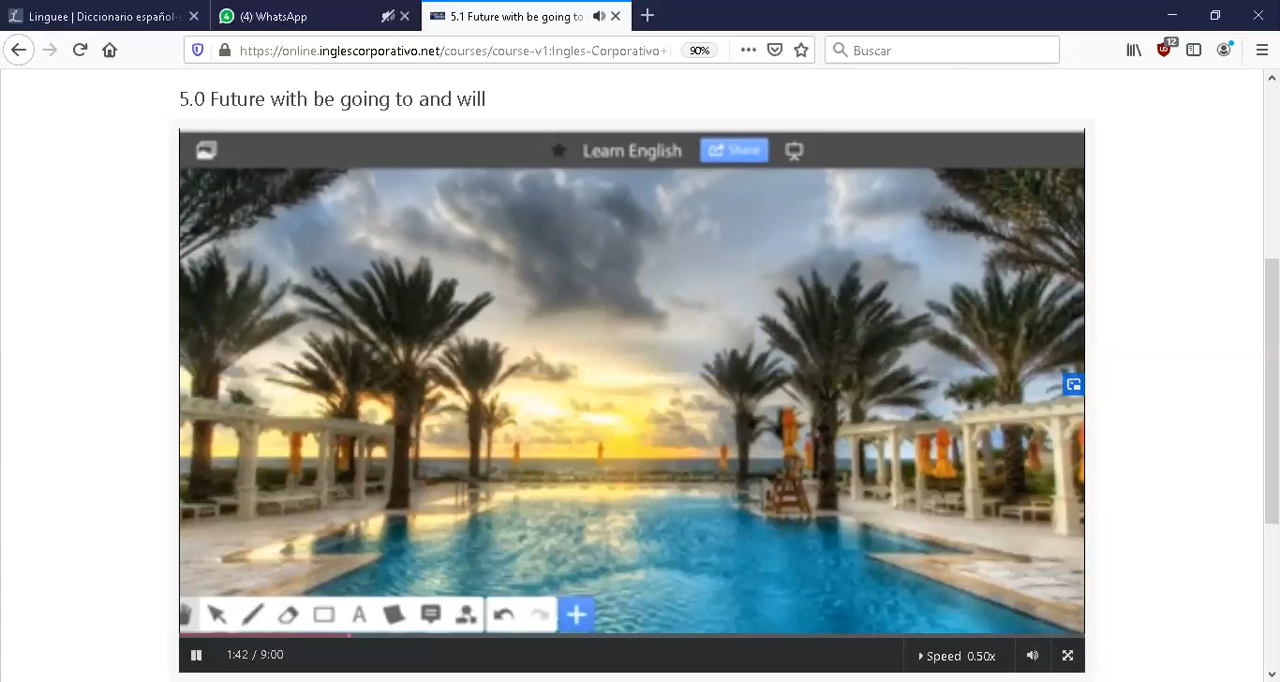 Linguee | Diccionario español-
(4) WhatsApp
5.1 Future with be going to
https://online.inglescorporativo.net/courses/course-v1:Ingles-Corporativo+
90%
Buscar
12
5.0 Future with be going to and will
Learn English
Share
A
1:42 / 9:00
Speed 0.50x